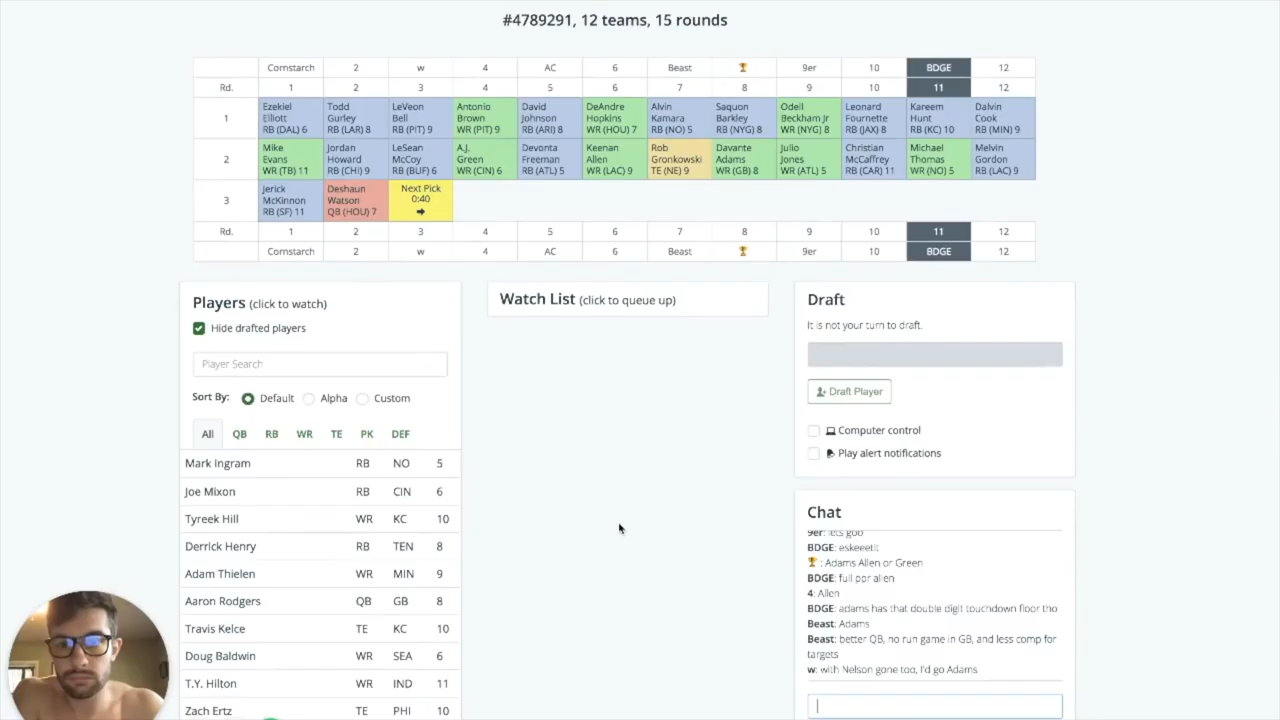 #4789291, 12 teams, 15 rounds
Cornstarch 2 w 4 AC 6 Beast 🏆 9er 10 BDGE 12
Rd. 1 2 3 4 5 6 7 8 9 10 11 12
1 Ezekiel Elliott RB (DAL) 6 Todd Gurley RB (LAR) 8 LeVeon Bell RB (PIT) 9 Antonio Brown WR (PIT) 9 David Johnson RB (ARI) 8 DeAndre Hopkins WR (HOU) 7 Alvin Kamara RB (NO) 5 Saquon Barkley RB (NYG) 8 Odell Beckham Jr WR (NYG) 8 Leonard Fournette RB (JAX) 8 Kareem Hunt RB (KC) 10 Dalvin Cook RB (MIN) 9
2 Mike Evans WR (TB) 11 Jordan Howard RB (CHI) 9 LeSean McCoy RB (BUF) 6 A.J. Green WR (CIN) 6 Devonta Freeman RB (ATL) 5 Keenan Allen WR (LAC) 9 Rob Gronkowski TE (NE) 9 Davante Adams WR (GB) 8 Julio Jones WR (ATL) 5 Christian McCaffrey RB (CAR) 11 Michael Thomas WR (NO) 5 Melvin Gordon RB (LAC) 9
3 Jerick McKinnon RB (SF) 11 Deshaun Watson QB (HOU) 7 Next Pick 0:40 ➡
Rd. 1 2 3 4 5 6 7 8 9 10 11 12
Cornstarch 2 w 4 AC 6 Beast 🏆 9er 10 BDGE 12
Players (click to watch)
Hide drafted players
Player Search
Sort By: Default Alpha Custom
All QB RB WR TE PK DEF
Mark Ingram RB NO 5
Joe Mixon RB CIN 6
Tyreek Hill WR KC 10
Derrick Henry RB TEN 8
Adam Thielen WR MIN 9
Aaron Rodgers QB GB 8
Travis Kelce TE KC 10
Doug Baldwin WR SEA 6
T.Y. Hilton WR IND 11
Zach Ertz TE PHI 10
Watch List (click to queue up)
Draft
It is not your turn to draft.
Draft Player
Computer control
Play alert notifications
Chat
9er: lets goo
BDGE: eskeeetit
🏆 : Adams Allen or Green
BDGE: full ppr allen
4: Allen
BDGE: adams has that double digit touchdown floor tho
Beast: Adams
Beast: better QB, no run game in GB, and less comp for
targets
w: with Nelson gone too, I'd go Adams